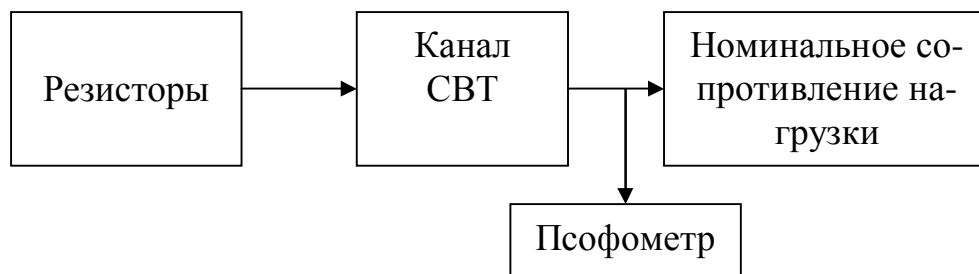 Резисторы
Канал
СВТ
Номинальное со-
противление на-
грузки
Псофометр